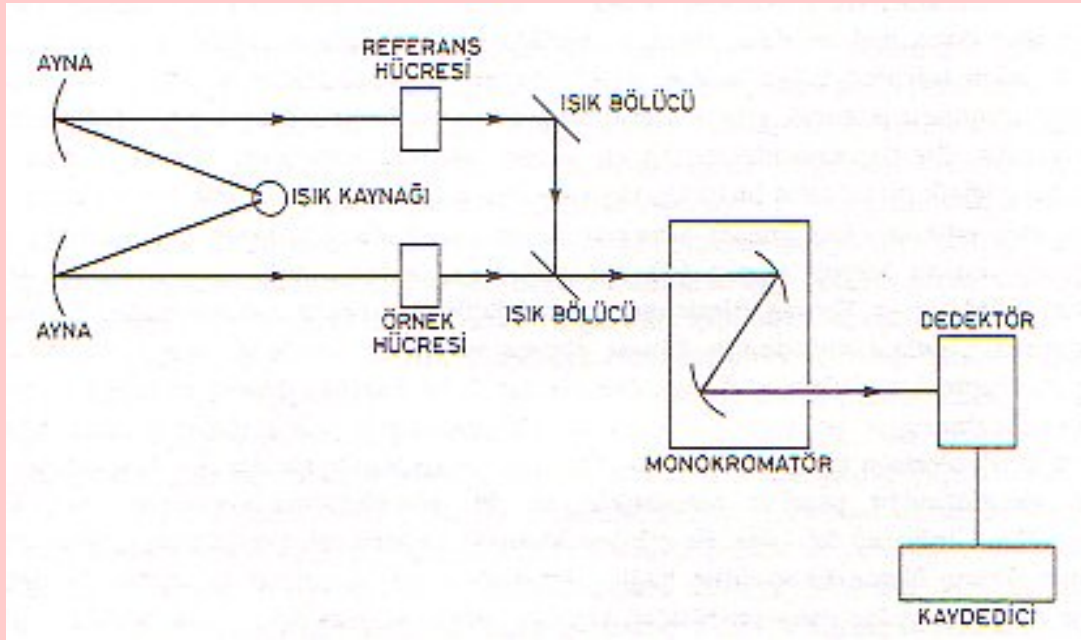 AYNA
REFERANS
HÜCRESİ
IŞIK BÖLÜCÜ
IŞIK KAYNAĞI
AYNA
ÖRNEK
HÜCRESİ
IŞIK BÖLÜCÜ
DEDEKTÖR
MONOKROMATÖR
KAYDEDİCİ